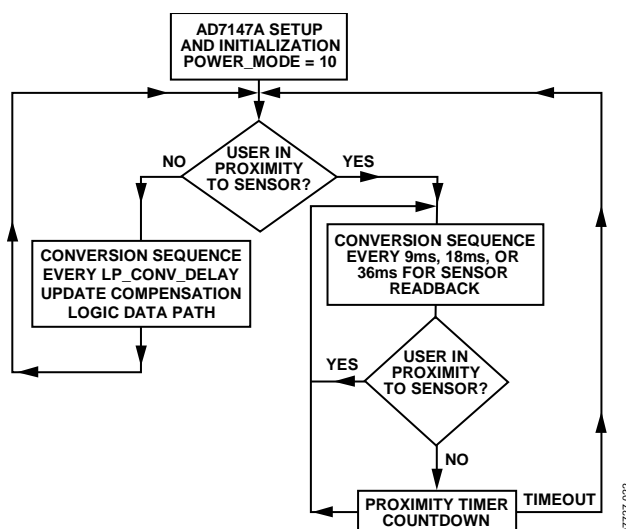 AD7147A SETUP
AND INITIALIZATION
POWER_MODE = 10
NO
USER IN
PROXIMITY
TO SENSOR?
YES
CONVERSION SEQUENCE
EVERY LP_CONV_DELAY
UPDATE COMPENSATION
LOGIC DATA PATH
CONVERSION SEQUENCE
EVERY 9ms, 18ms, OR
36ms FOR SENSOR
READBACK
YES
USER IN
PROXIMITY
TO SENSOR?
NO
PROXIMITY TIMER
COUNTDOWN
TIMEOUT